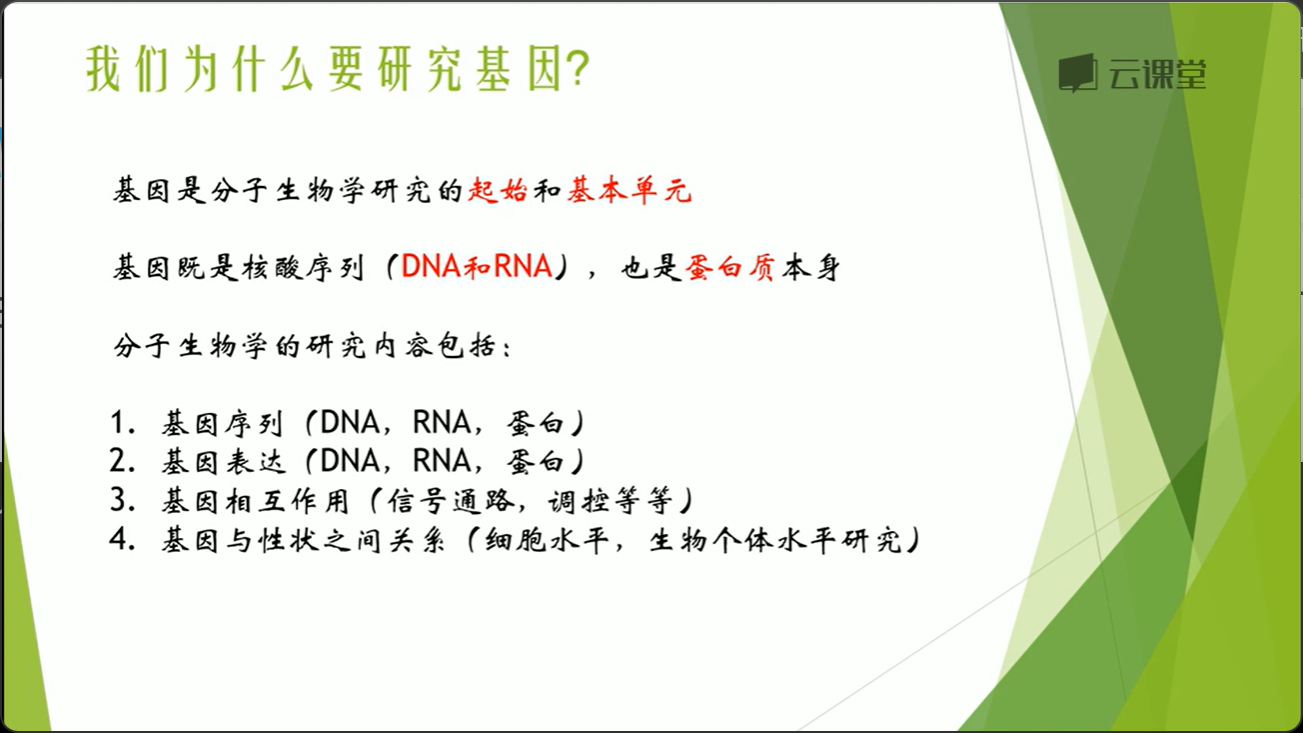 我们为什么要研究基因?
云课堂
基因是分子生物学研究的起始和基本单元
基因既是核酸序列（DNA和RNA），也是蛋白质本身
分子生物学的研究内容包括：
1. 基因序列（DNA，RNA，蛋白）
2. 基因表达（DNA，RNA，蛋白）
3. 基因相互作用（信号通路，调控等等）
4. 基因与性状之间关系（细胞水平，生物个体水平研究）